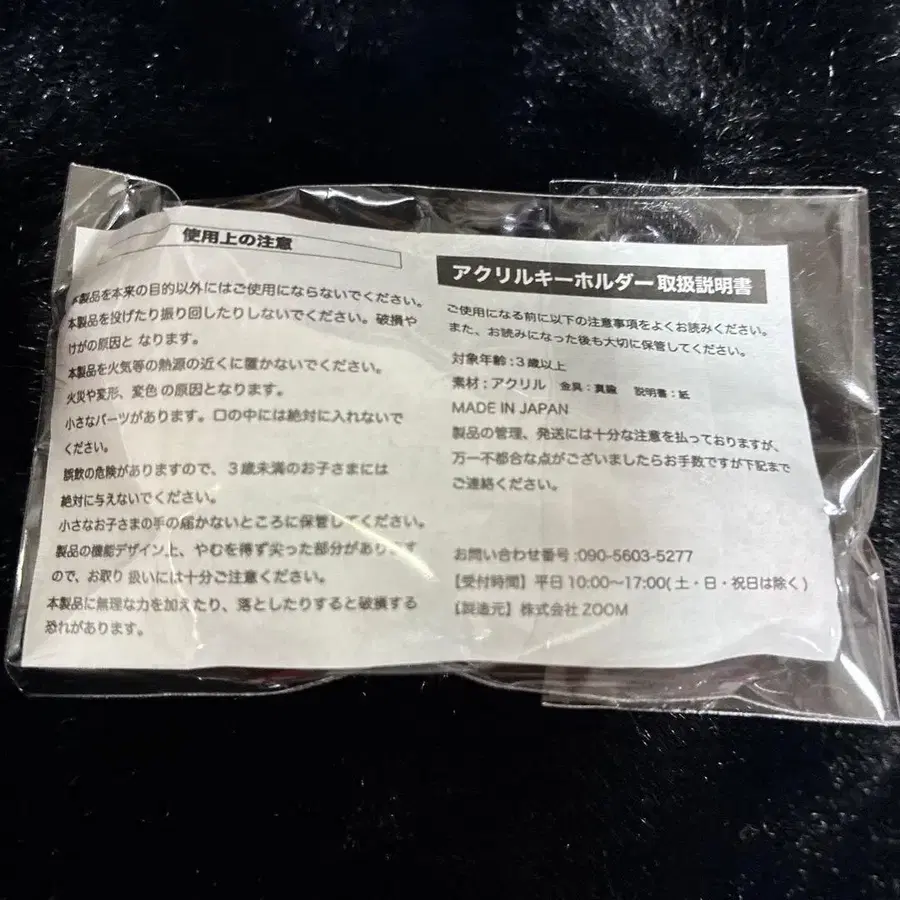 使用上の注意
本製品を本来の目的以外にはご使用にならないでください。
本製品を投げたり振り回したりしないでください。破損や
けがの原因と なります。
本製品を火気等の熱源の近くに置かないでください。
火災や変形、変色 の原因となります。
小さなパーツがあります。口の中には絶対に入れないで
ください。
誤飲の危険がありますので、3歳未満のお子さまには
絶対に与えないでください。
小さなお子さまの手の届かないところに保管してください。
製品の機能デザイン上、やむを得ず尖った部分があります
ので、お取り 扱いには十分ご注意ください。
本製品に無理な力を加えたり、落としたりすると破損する
恐れがあります。
アクリルキーホルダー 取扱説明書
ご使用になる前に以下の注意事項をよくお読みください。
また、お読みになった後も大切に保管してください。
対象年齢:3歳以上
素材:アクリル 金具:真鍮 説明書:紙
MADE IN JAPAN
製品の管理、発送には十分な注意を払っておりますが、
万一不都合な点がございましたらお手数ですが下記まで
ご連絡ください。
お問い合わせ番号:090-5603-5277
【受付時間】平日 10:00〜17:00(土・日・祝日は除く)
【製造元】株式会社 ZOOM